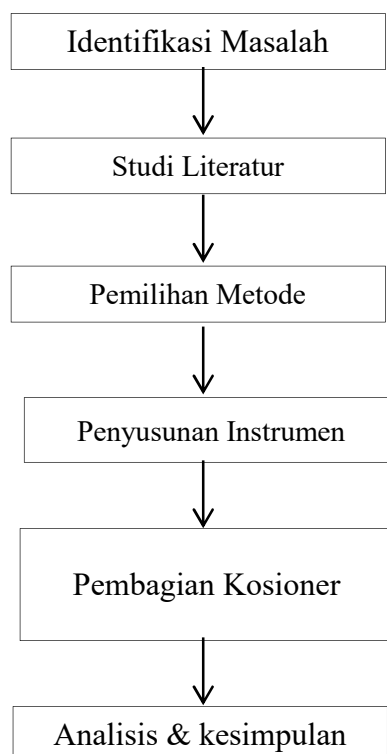 Identifikasi Masalah
Studi Literatur
Pemilihan Metode
Penyusunan Instrumen
Pembagian Kosioner
Analisis & kesimpulan